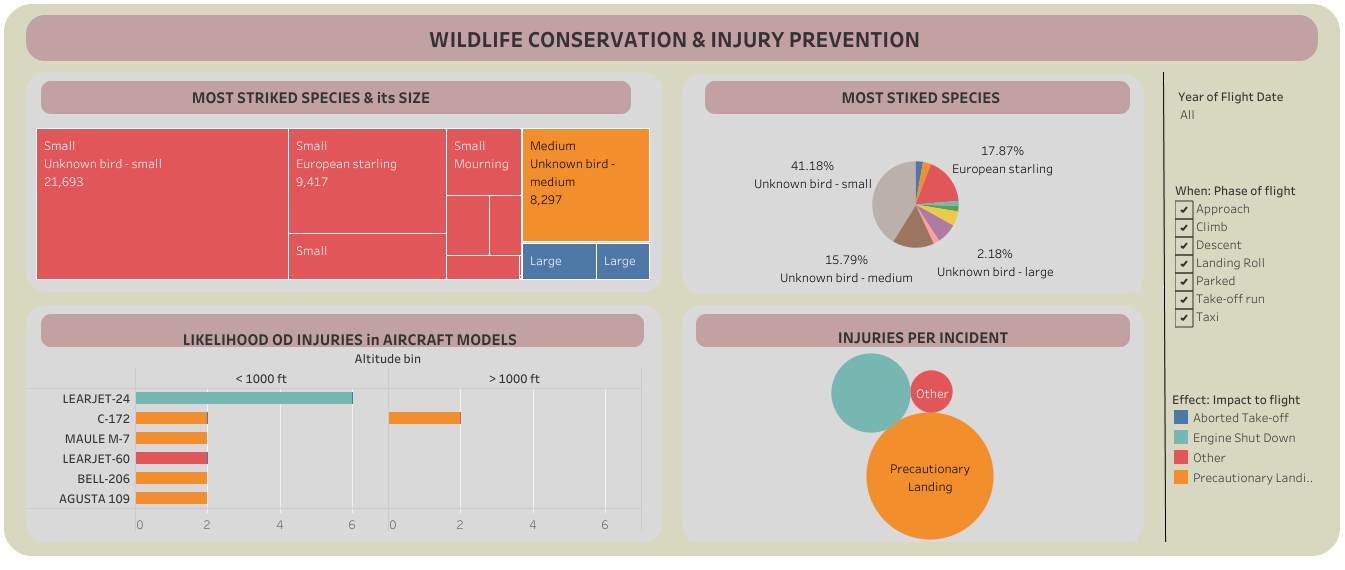 WILDLIFE CONSERVATION & INJURY PREVENTION
MOST STRIKED SPECIES & its SIZE
Small
Unknown bird - small
21,693
Small
European starling
9,417
Small
Small
Mourning
Medium
Unknown bird -
medium
8,297
Large
Large
MOST STIKED SPECIES
41.18%
Unknown bird - small
17.87%
European starling
15.79%
Unknown bird - medium
2.18%
Unknown bird - large
LIKELIHOOD OD INJURIES in AIRCRAFT MODELS
Altitude bin
< 1000 ft
> 1000 ft
LEARJET-24
C-172
MAULE M-7
LEARJET-60
BELL-206
AGUSTA 109
0 2 4 6 0 2 4 6
INJURIES PER INCIDENT
Other
Precautionary
Landing
Year of Flight Date
All
When: Phase of flight
Approach
Climb
Descent
Landing Roll
Parked
Take-off run
Taxi
Effect: Impact to flight
Aborted Take-off
Engine Shut Down
Other
Precautionary Landi..